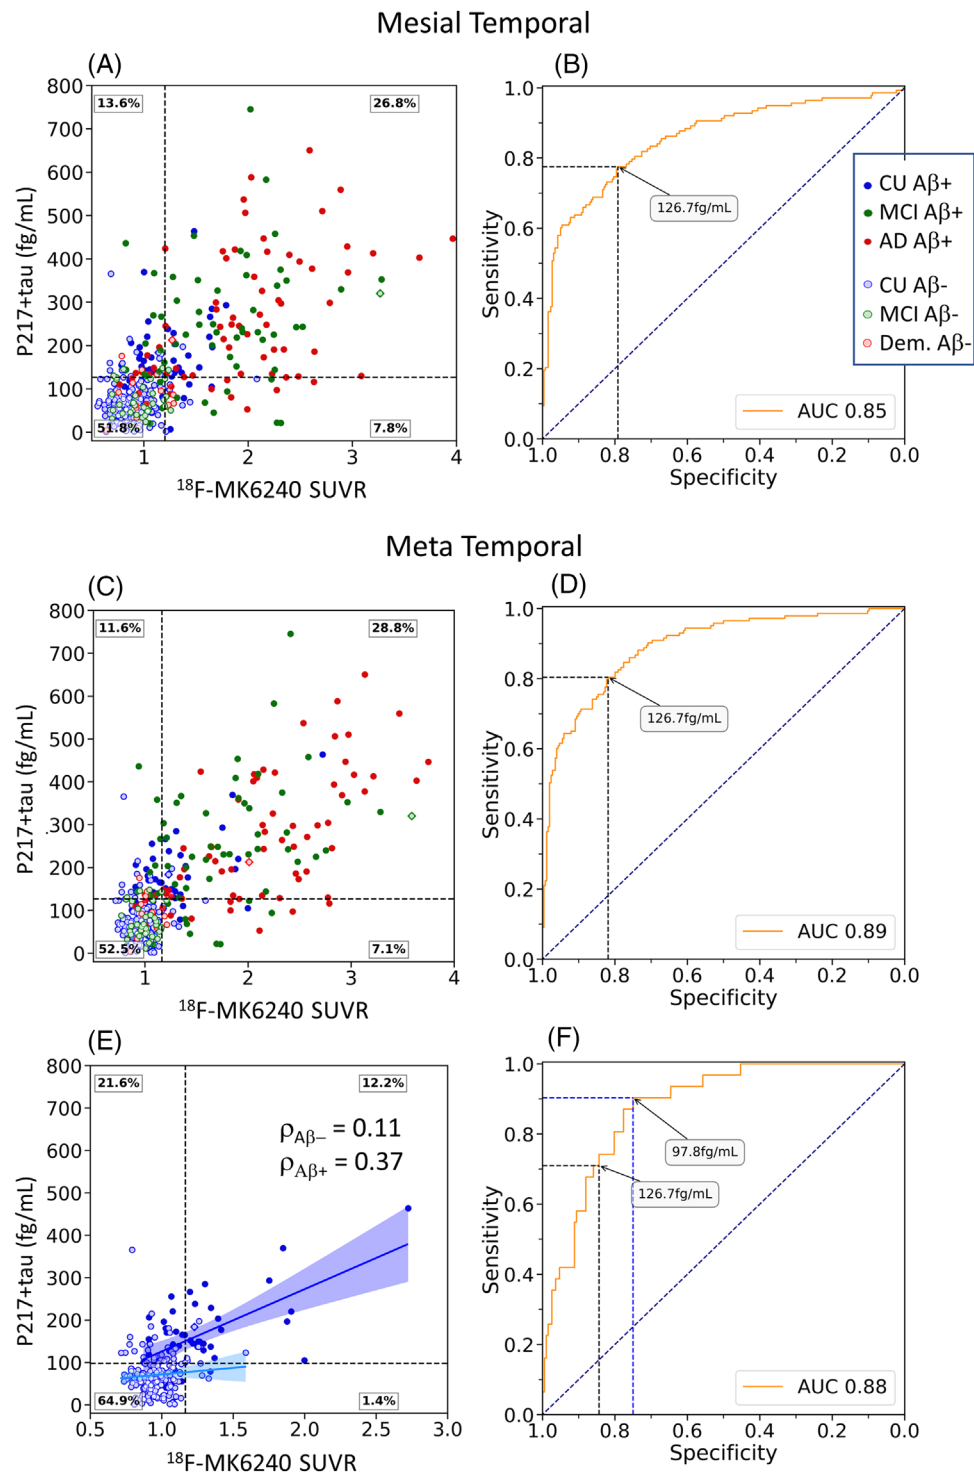 Mesial Temporal
(A)
800
700
600
500
400
300
200
100
0
P217+tau (fg/mL)
13.6%
26.8%
51.8%
7.8%
1
2
3
4
¹⁸F-MK6240 SUVR
(B)
1.0
0.8
0.6
0.4
0.2
0.0
Sensitivity
126.7fg/mL
AUC 0.85
1.0 0.8 0.6 0.4 0.2 0.0
Specificity
CU Aβ+
MCI Aβ+
AD Aβ+
CU Aβ-
MCI Aβ-
Dem. Aβ-
Meta Temporal
(C)
800
700
600
500
400
300
200
100
0
P217+tau (fg/mL)
11.6%
28.8%
52.5%
7.1%
1
2
3
4
¹⁸F-MK6240 SUVR
(D)
1.0
0.8
0.6
0.4
0.2
0.0
Sensitivity
126.7fg/mL
AUC 0.89
1.0 0.8 0.6 0.4 0.2 0.0
Specificity
(E)
800
700
600
500
400
300
200
100
0
P217+tau (fg/mL)
21.6%
12.2%
ρAβ− = 0.11
ρAβ+ = 0.37
64.9%
1.4%
0.5 1.0 1.5 2.0 2.5 3.0
¹⁸F-MK6240 SUVR
(F)
1.0
0.8
0.6
0.4
0.2
0.0
Sensitivity
97.8fg/mL
126.7fg/mL
AUC 0.88
1.0 0.8 0.6 0.4 0.2 0.0
Specificity